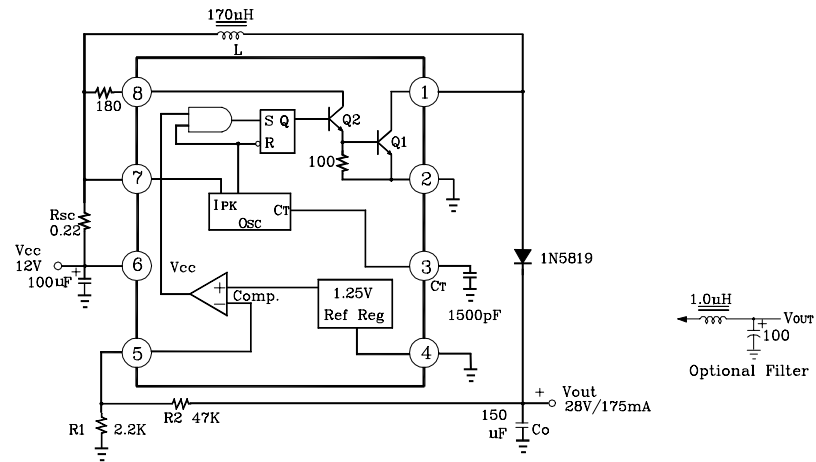 170uH
L
8
1
180
S Q
Q2
R
Q1
100
7
2
IPK
CT
Osc
Rsc
0.22
Vcc
12V
6
3
1N5819
100uF
+
Vcc
CT
+
−
Comp.
1.25V
Ref Reg
1500pF
1.0uH
VOUT
+
100
Optional Filter
5
4
+
Vout
28V/175mA
R2 47K
R1 2.2K
150
uF
Co